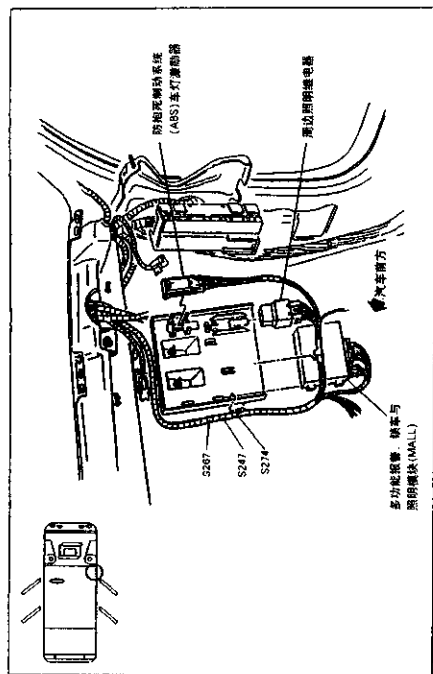 防抱死制动系统
(ABS)车灯激励器
周边照明继电器
汽车前方
S267
S247
S274
多功能报警、锁车与
照明模块(MALL)